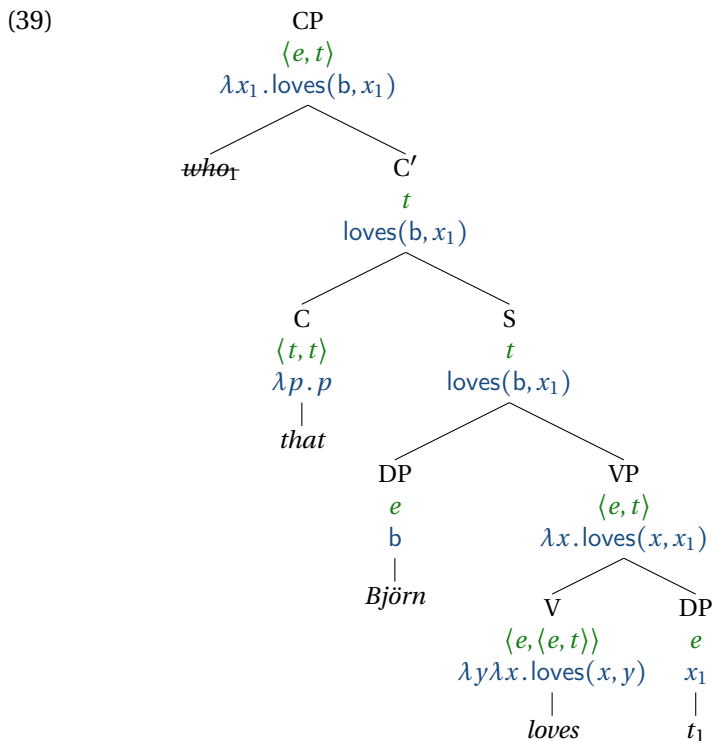 (39) CP
⟨e, t⟩
λx₁.loves(b, x₁)
who₁ C′
t
loves(b, x₁)
C S
⟨t, t⟩ t
λp.p loves(b, x₁)
that
DP VP
e ⟨e, t⟩
b λx.loves(x, x₁)
Björn
V DP
⟨e, ⟨e, t⟩⟩ e
λyλx.loves(x, y) x₁
loves t₁